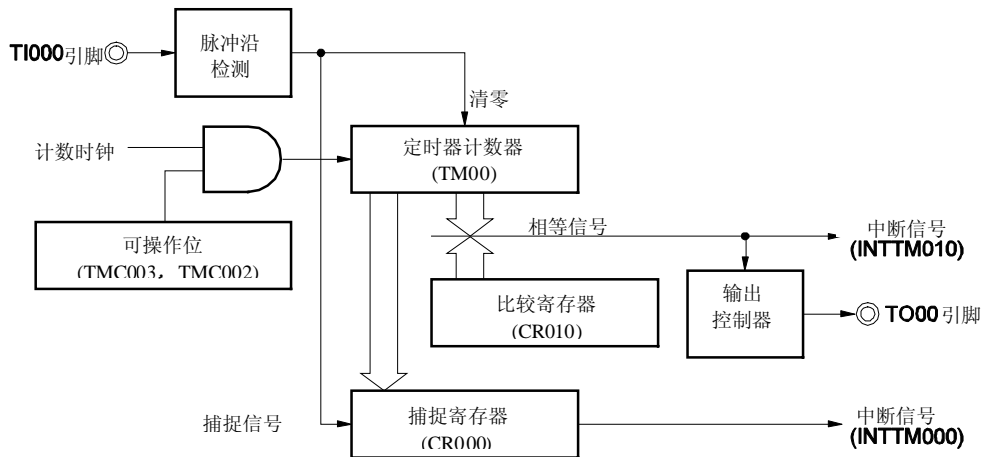 TI000引脚
脉冲沿
检测
清零
计数时钟
定时器计数器
(TM00)
可操作位
(TMC003，TMC002)
相等信号
中断信号
(INTTM010)
比较寄存器
(CR010)
输出
控制器
TO00引脚
捕捉信号
捕捉寄存器
(CR000)
中断信号
(INTTM000)